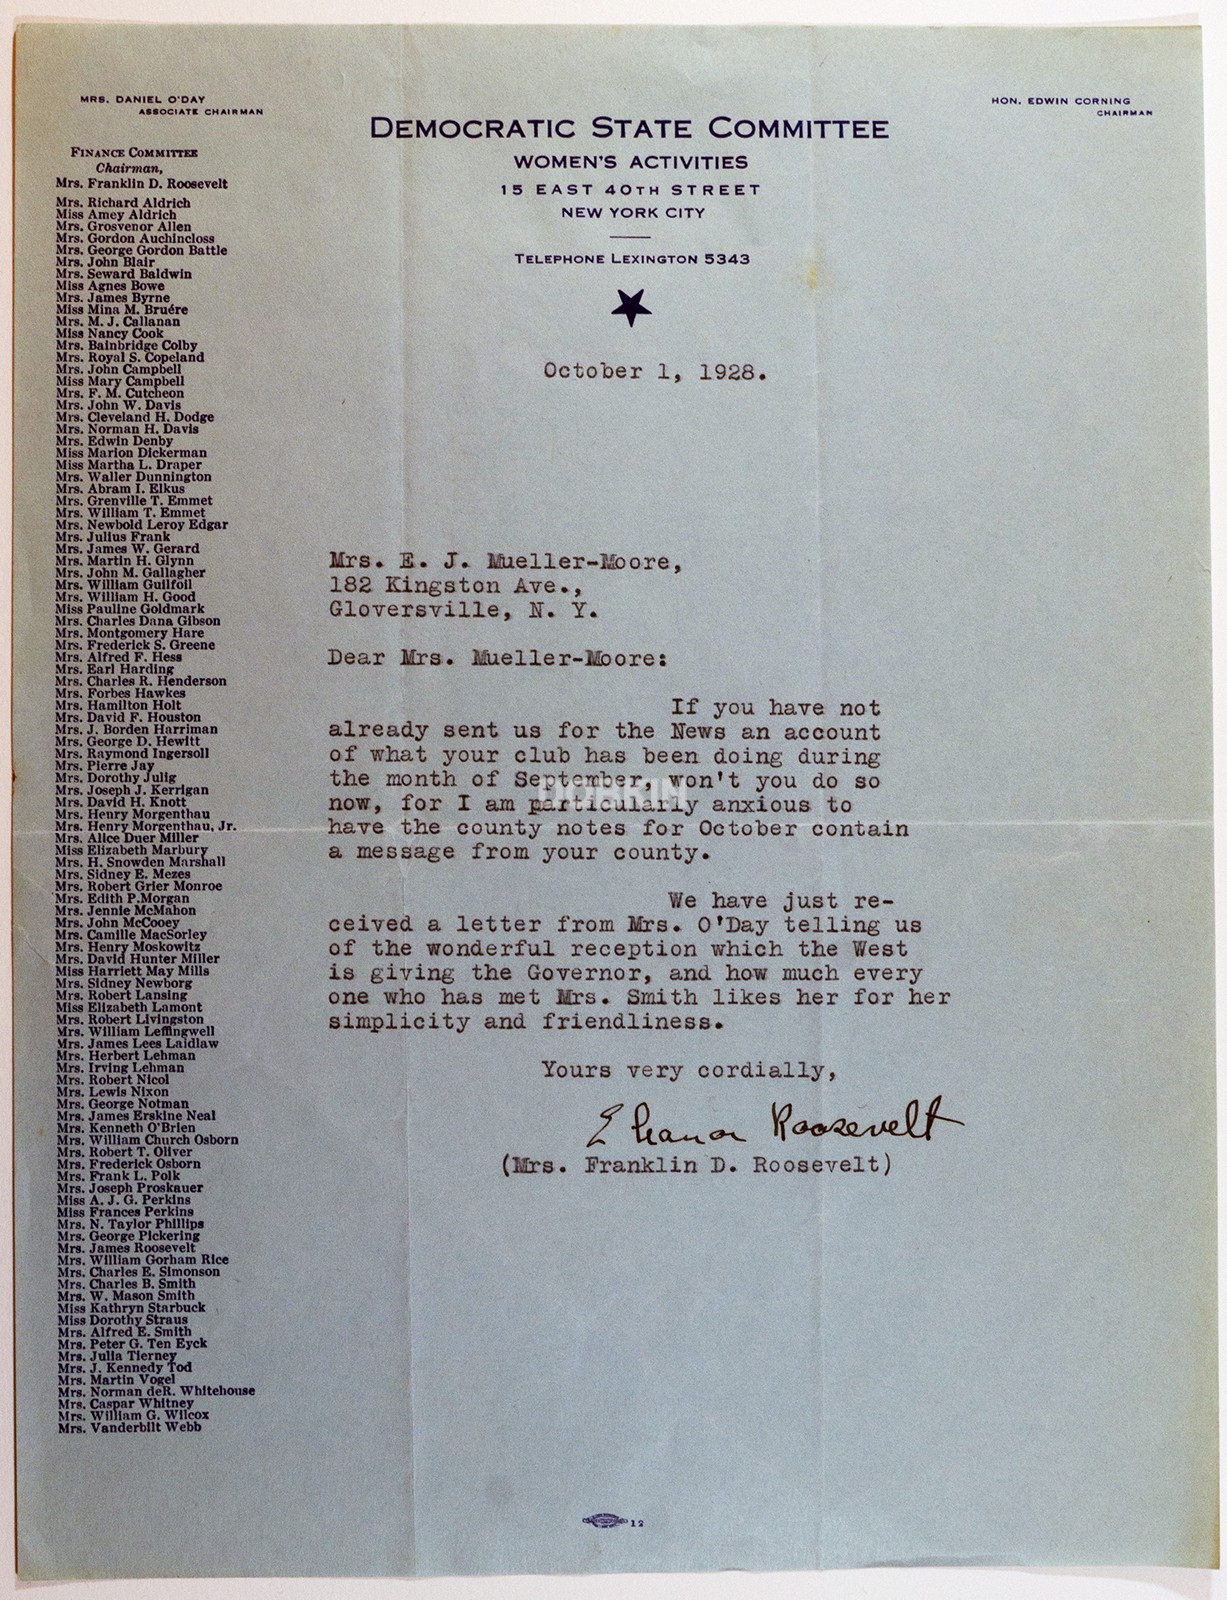 MRS. DANIEL O'DAY
ASSOCIATE CHAIRMAN
HON. EDWIN CORNING
CHAIRMAN
DEMOCRATIC STATE COMMITTEE
WOMEN'S ACTIVITIES
15 EAST 40TH STREET
NEW YORK CITY
TELEPHONE LEXINGTON 5343
FINANCE COMMITTEE
Chairman,
Mrs. Franklin D. Roosevelt
Mrs. Richard Aldrich
Miss Amey Aldrich
Mrs. Grosvenor Allen
Mrs. Gordon Auchincloss
Mrs. George Gordon Battle
Mrs. John Blair
Mrs. Seward Baldwin
Miss Agnes Bowe
Mrs. James Byrne
Miss Mina M. Bruére
Mrs. M. J. Callanan
Miss Nancy Cook
Mrs. Bainbridge Colby
Mrs. Royal S. Copeland
Mrs. John Campbell
Miss Mary Campbell
Mrs. F. M. Cutcheon
Mrs. John W. Davis
Mrs. Cleveland H. Dodge
Mrs. Norman H. Davis
Mrs. Edwin Denby
Miss Marion Dickerman
Miss Martha L. Draper
Mrs. Waller Dunnington
Mrs. Abram I. Elkus
Mrs. Grenville T. Emmet
Mrs. William T. Emmet
Mrs. Newbold Leroy Edgar
Mrs. Julius Frank
Mrs. James W. Gerard
Mrs. Martin H. Glynn
Mrs. John M. Gallagher
Mrs. William Guilfoil
Mrs. William H. Good
Miss Pauline Goldmark
Mrs. Charles Dana Gibson
Mrs. Montgomery Hare
Mrs. Frederick S. Greene
Mrs. Alfred F. Hess
Mrs. Earl Harding
Mrs. Charles R. Henderson
Mrs. Forbes Hawkes
Mrs. Hamilton Holt
Mrs. David F. Houston
Mrs. J. Borden Harriman
Mrs. George D. Hewitt
Mrs. Raymond Ingersoll
Mrs. Pierre Jay
Mrs. Dorothy Julig
Mrs. Joseph J. Kerrigan
Mrs. David H. Knott
Mrs. Henry Morgenthau
Mrs. Henry Morgenthau, Jr.
Mrs. Alice Duer Miller
Miss Elizabeth Marbury
Mrs. H. Snowden Marshall
Mrs. Sidney E. Mezes
Mrs. Robert Grier Monroe
Mrs. Edith P.Morgan
Mrs. Jennie McMahon
Mrs. John McCooey
Mrs. Camille MacSorley
Mrs. Henry Moskowitz
Mrs. David Hunter Miller
Miss Harriett May Mills
Mrs. Sidney Newborg
Mrs. Robert Lansing
Miss Elizabeth Lamont
Mrs. Robert Livingston
Mrs. William Leffingwell
Mrs. James Lees Laidlaw
Mrs. Herbert Lehman
Mrs. Irving Lehman
Mrs. Robert Nicol
Mrs. Lewis Nixon
Mrs. George Notman
Mrs. James Erskine Neal
Mrs. Kenneth O'Brien
Mrs. William Church Osborn
Mrs. Robert T. Oliver
Mrs. Frederick Osborn
Mrs. Frank L. Polk
Mrs. Joseph Proskauer
Miss A. J. G. Perkins
Miss Frances Perkins
Mrs. N. Taylor Phillips
Mrs. George Pickering
Mrs. James Roosevelt
Mrs. William Gorham Rice
Mrs. Charles E. Simonson
Mrs. Charles B. Smith
Mrs. W. Mason Smith
Miss Kathryn Starbuck
Miss Dorothy Straus
Mrs. Alfred E. Smith
Mrs. Peter G. Ten Eyck
Mrs. Julia Tierney
Mrs. J. Kennedy Tod
Mrs. Martin Vogel
Mrs. Norman deR. Whitehouse
Mrs. Caspar Whitney
Mrs. William G. Wilcox
Mrs. Vanderbilt Webb
October 1, 1928.
Mrs. E. J. Mueller-Moore,
182 Kingston Ave.,
Gloversville, N. Y.
Dear Mrs. Mueller-Moore:
If you have not
already sent us for the News an account
of what your club has been doing during
the month of September, won't you do so
now, for I am particularly anxious to
have the county notes for October contain
a message from your county.
We have just re-
ceived a letter from Mrs. O'Day telling us
of the wonderful reception which the West
is giving the Governor, and how much every
one who has met Mrs. Smith likes her for her
simplicity and friendliness.
Yours very cordially,
Eleanor Roosevelt
(Mrs. Franklin D. Roosevelt)
12
DOBKIN